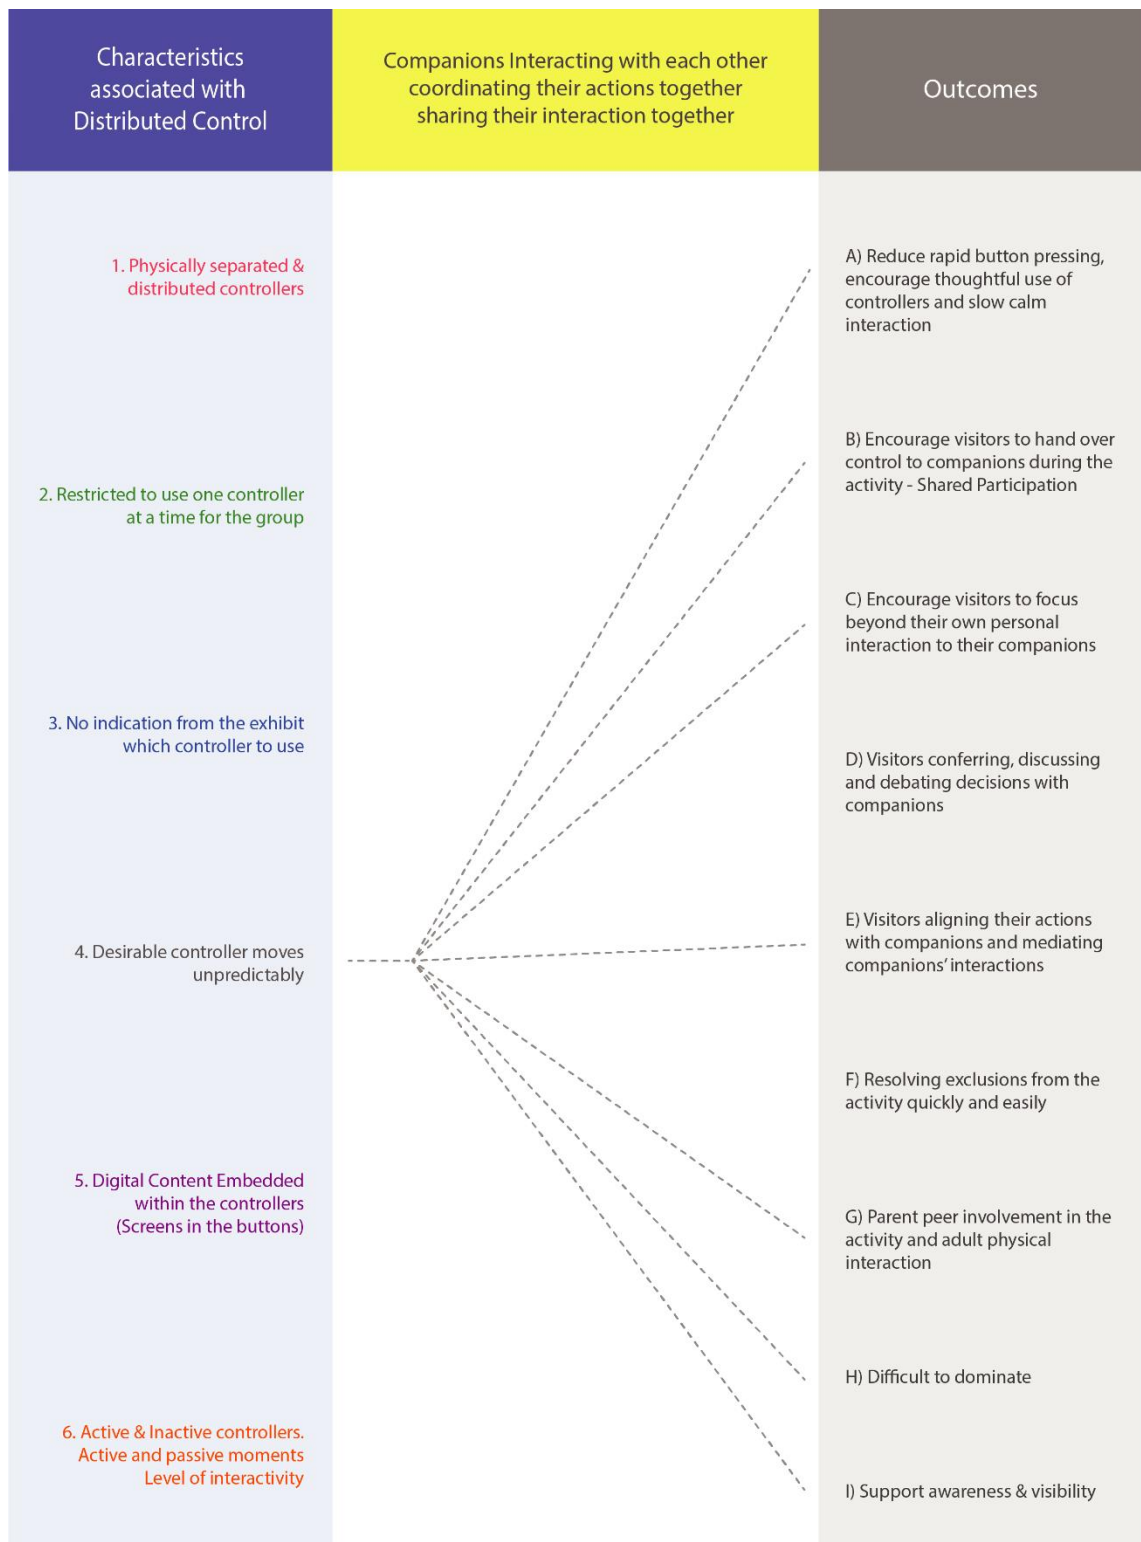 Characteristics
associated with
Distributed Control
Companions Interacting with each other
coordinating their actions together
sharing their interaction together
Outcomes
1. Physically separated &
distributed controllers
2. Restricted to use one controller
at a time for the group
3. No indication from the exhibit
which controller to use
4. Desirable controller moves
unpredictably
5. Digital Content Embedded
within the controllers
(Screens in the buttons)
6. Active & Inactive controllers.
Active and passive moments
Level of interactivity
A) Reduce rapid button pressing,
encourage thoughtful use of
controllers and slow calm
interaction
B) Encourage visitors to hand over
control to companions during the
activity - Shared Participation
C) Encourage visitors to focus
beyond their own personal
interaction to their companions
D) Visitors conferring, discussing
and debating decisions with
companions
E) Visitors aligning their actions
with companions and mediating
companions' interactions
F) Resolving exclusions from the
activity quickly and easily
G) Parent peer involvement in the
activity and adult physical
interaction
H) Difficult to dominate
I) Support awareness & visibility